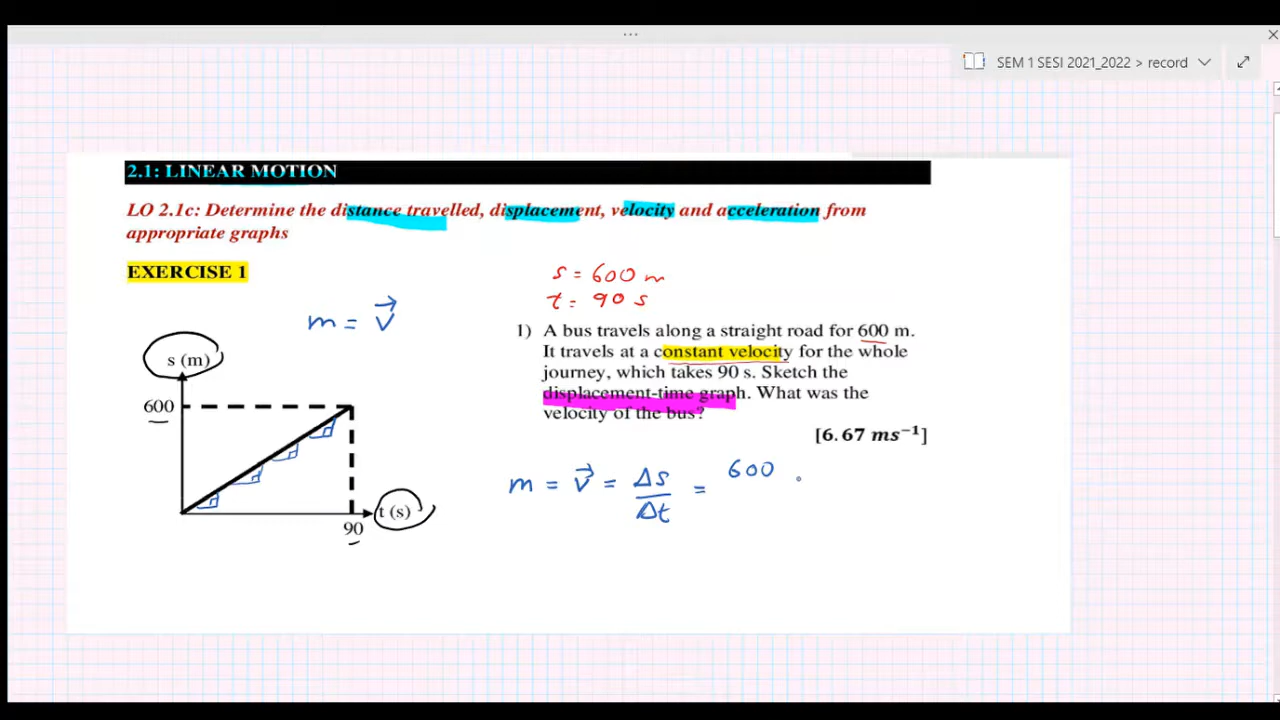 SEM 1 SESI 2021_2022 > record
2.1: LINEAR MOTION
LO 2.1c: Determine the distance travelled, displacement, velocity and acceleration from
appropriate graphs
EXERCISE 1
s = 600 m
t = 90 s
m = v⃗
s (m)
600
t (s)
90
1) A bus travels along a straight road for 600 m.
It travels at a constant velocity for the whole
journey, which takes 90 s. Sketch the
displacement-time graph. What was the
velocity of the bus?
[6.67 ms⁻¹]
m = v⃗ = Δs/Δt = 600